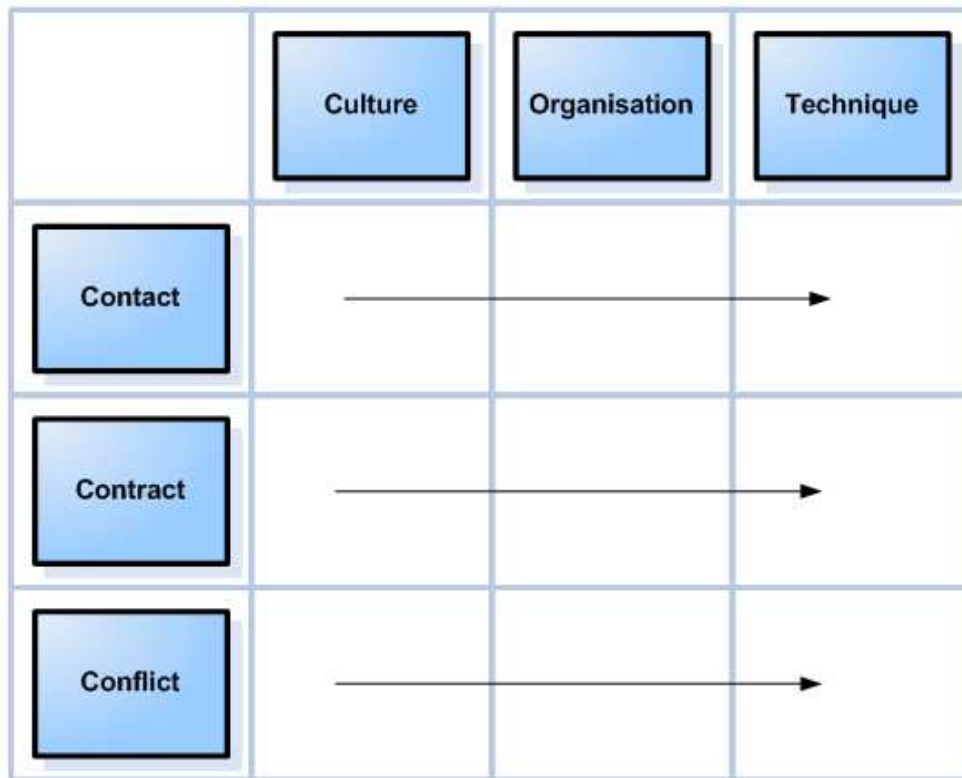 Culture
Organisation
Technique
Contact
Contract
Conflict